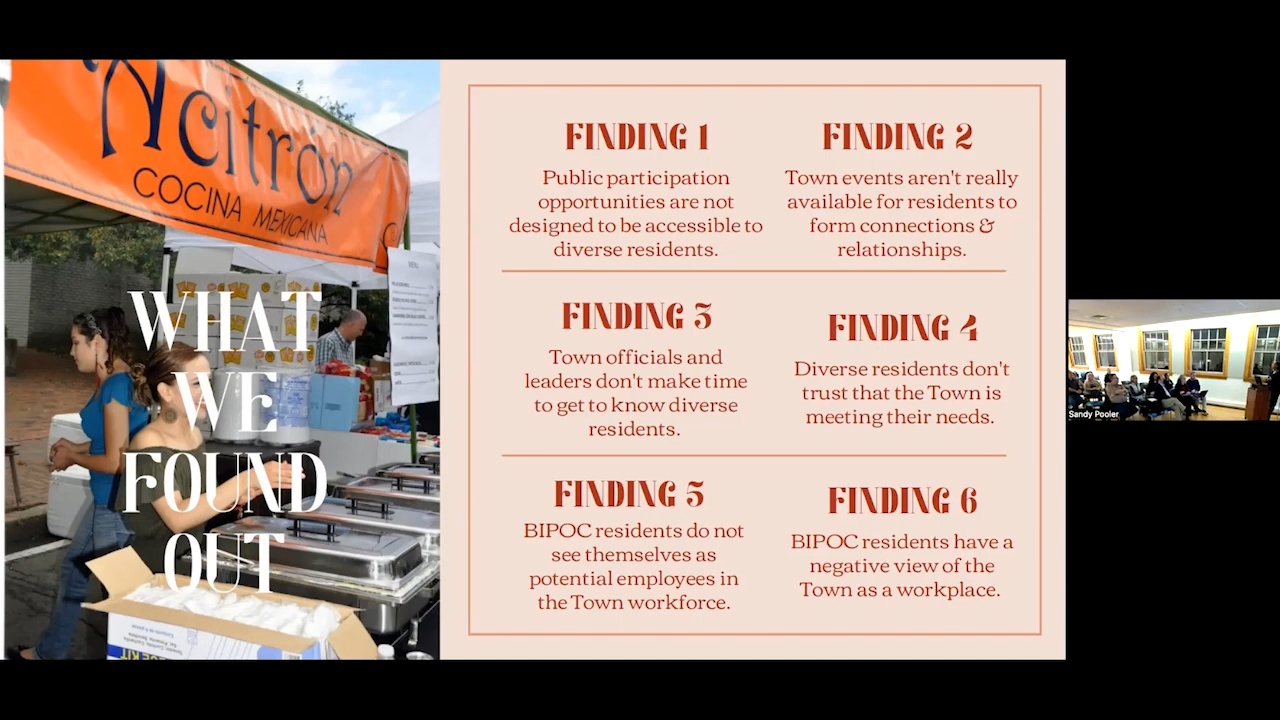 Acitrón
COCINA MEXICANA
MENU
WHAT
WE
FOUND
OUT
FINDING 1
Public participation
opportunities are not
designed to be accessible to
diverse residents.
FINDING 2
Town events aren't really
available for residents to
form connections &
relationships.
FINDING 3
Town officials and
leaders don't make time
to get to know diverse
residents.
FINDING 4
Diverse residents don't
trust that the Town is
meeting their needs.
FINDING 5
BIPOC residents do not
see themselves as
potential employees in
the Town workforce.
FINDING 6
BIPOC residents have a
negative view of the
Town as a workplace.
Sandy Pooler